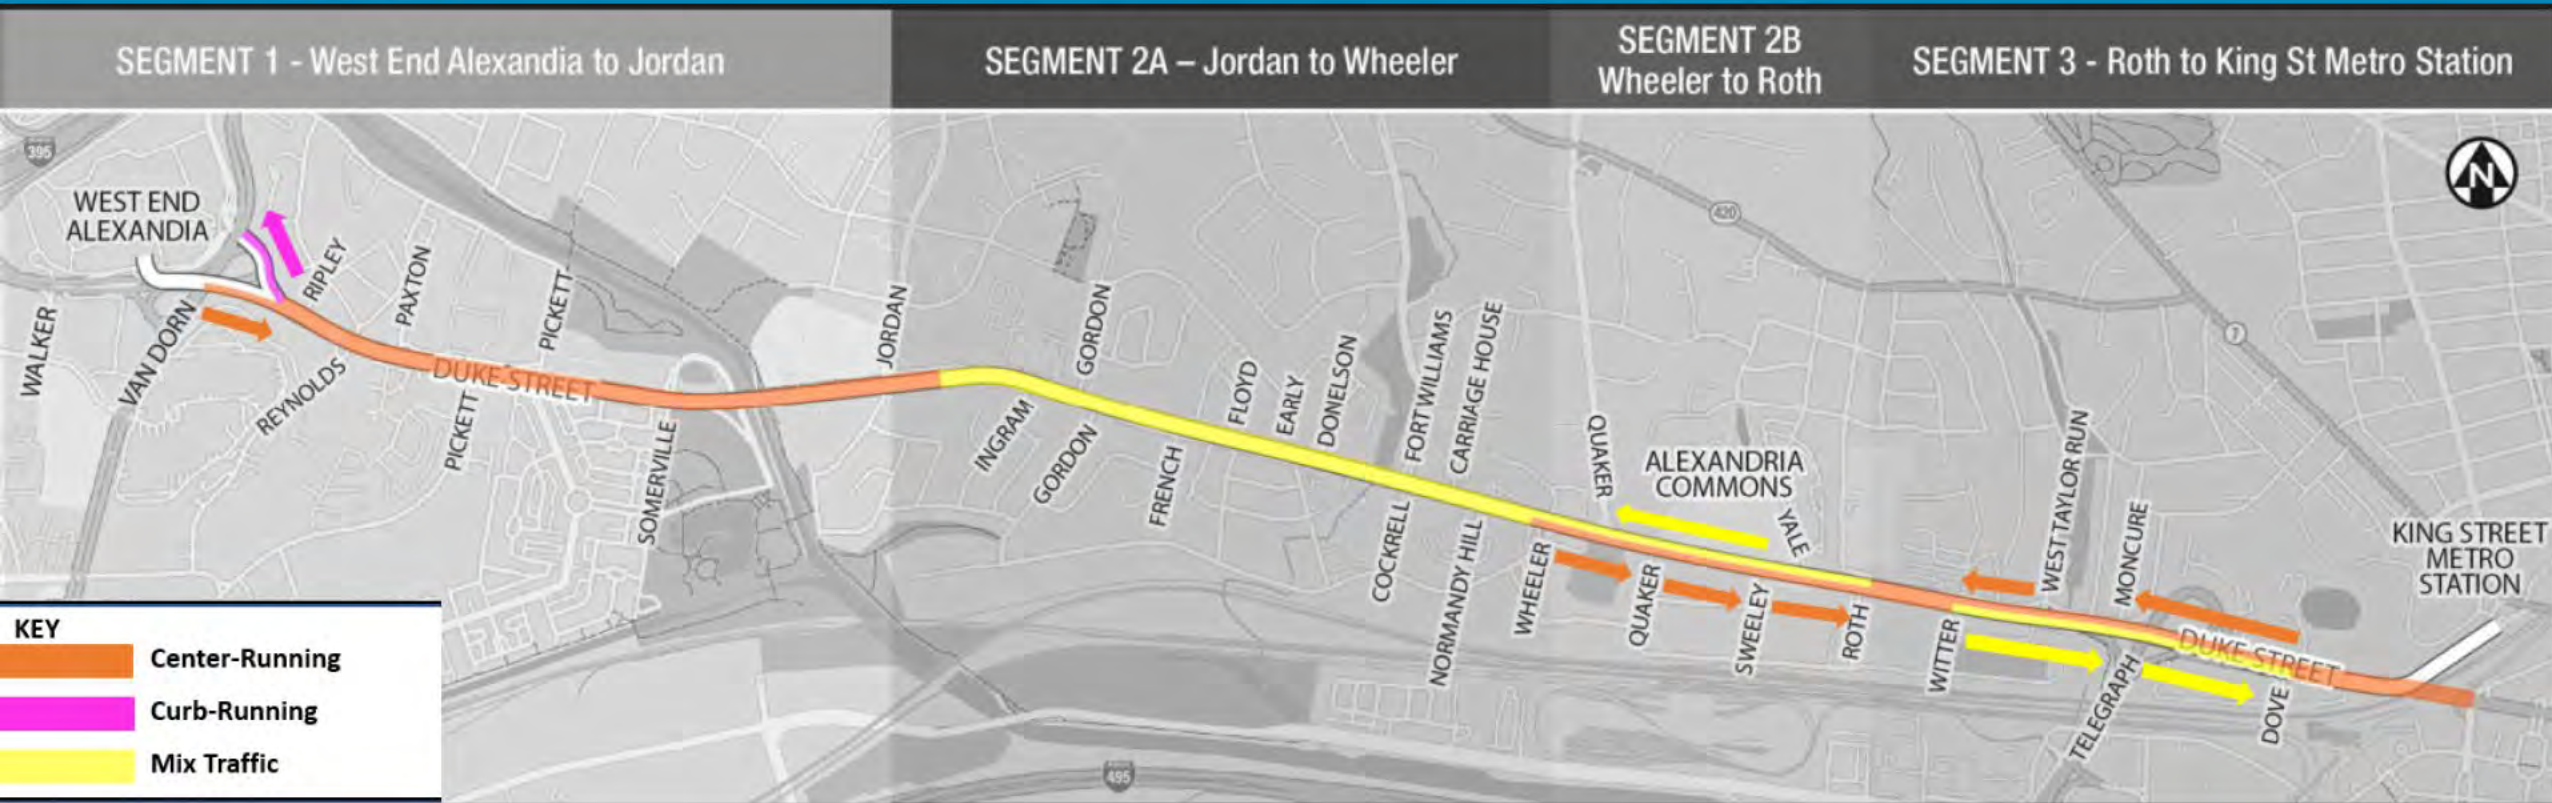 SEGMENT 1 - West End Alexandia to Jordan
SEGMENT 2A – Jordan to Wheeler
SEGMENT 2B
Wheeler to Roth
SEGMENT 3 - Roth to King St Metro Station
395
WEST END
ALEXANDIA
WALKER
VAN DORN
RIPLEY
REYNOLDS
PAXTON
PICKETT
PICKETT
DUKE STREET
SOMERVILLE
JORDAN
INGRAM
GORDON
GORDON
FRENCH
FLOYD
EARLY
DONELSON
FORT WILLIAMS
CARRIAGE HOUSE
COCKRELL
NORMANDY HILL
WHEELER
QUAKER
QUAKER
ALEXANDRIA
COMMONS
YALE
SWEELEY
ROTH
WITTER
WEST TAYLOR RUN
MONCURE
TELEGRAPH
DUKE STREET
DOVE
KING STREET
METRO
STATION
420
7
495
N
KEY
Center-Running
Curb-Running
Mix Traffic